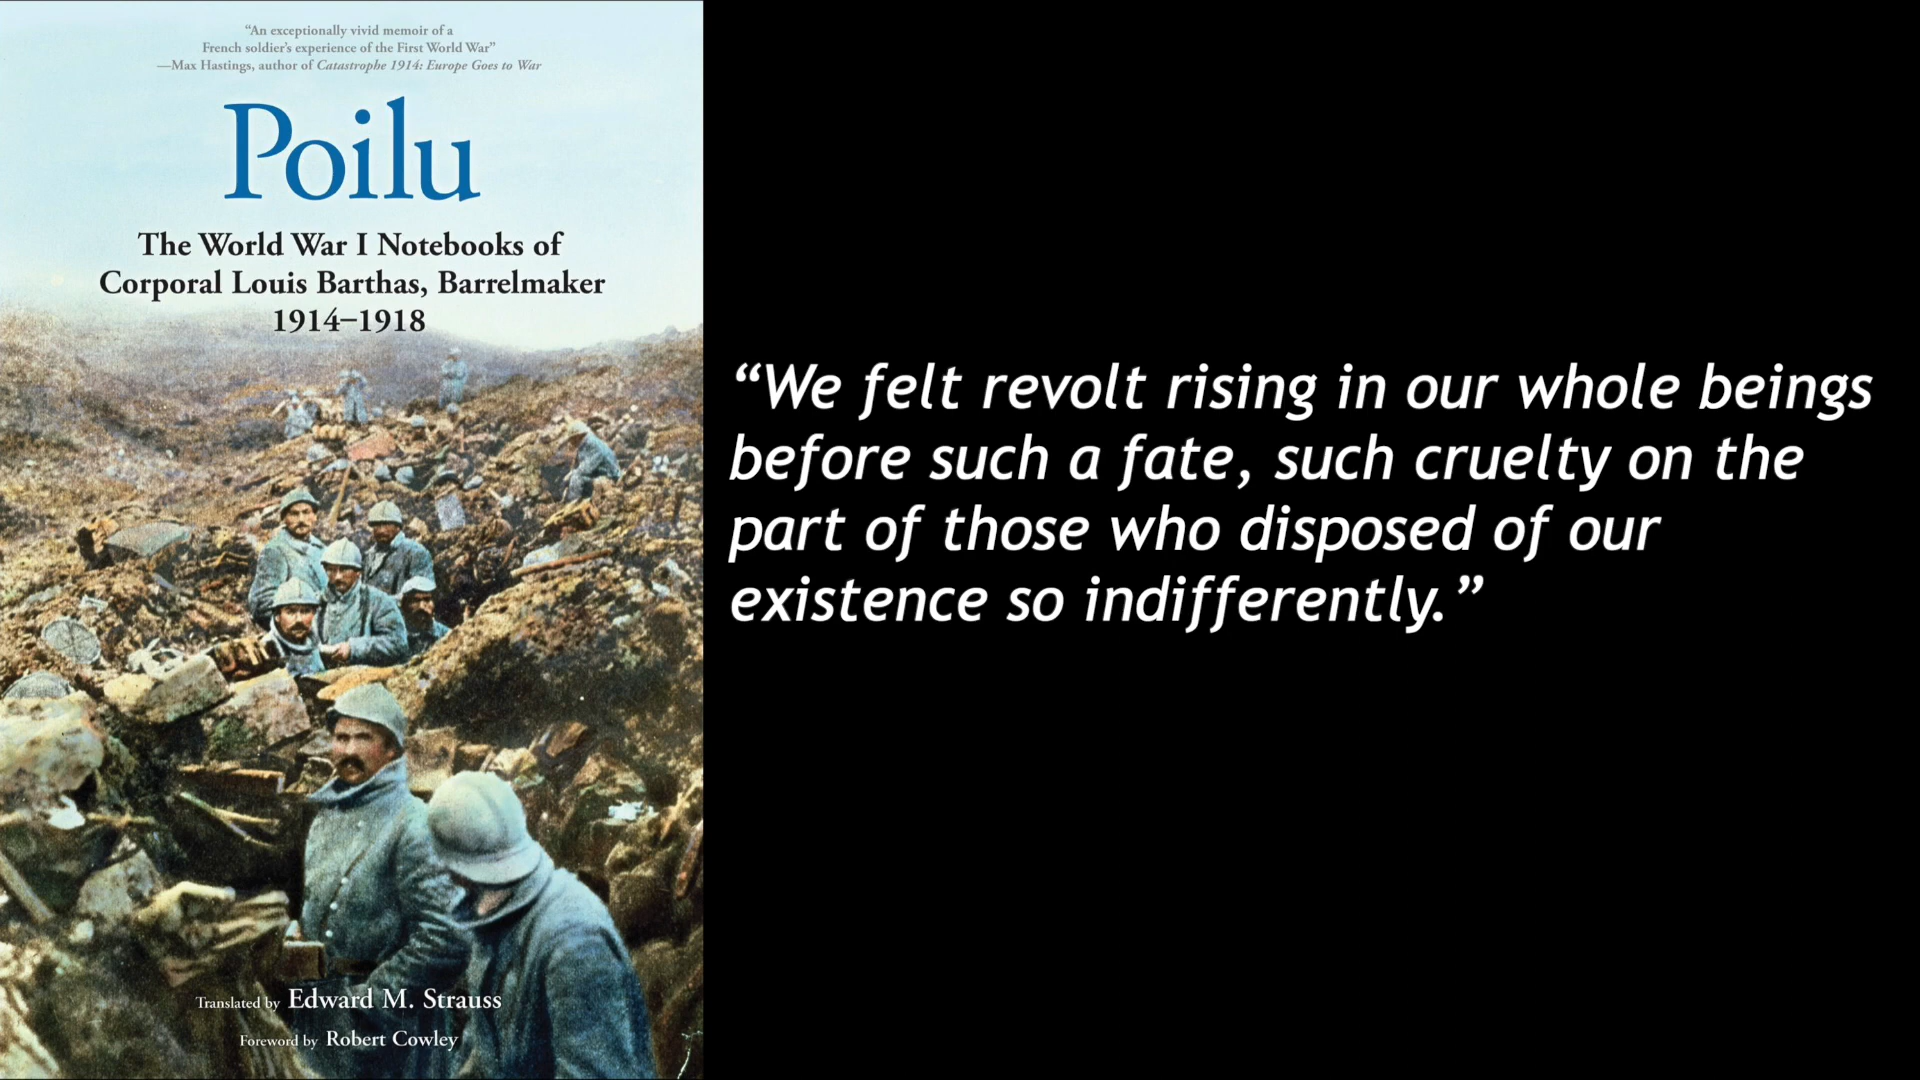 “An exceptionally vivid memoir of a
French soldier’s experience of the First World War”
—Max Hastings, author of Catastrophe 1914: Europe Goes to War
Poilu
The World War I Notebooks of
Corporal Louis Barthas, Barrelmaker
1914–1918
Translated by Edward M. Strauss
Foreword by Robert Cowley
“We felt revolt rising in our whole beings
before such a fate, such cruelty on the
part of those who disposed of our
existence so indifferently.”